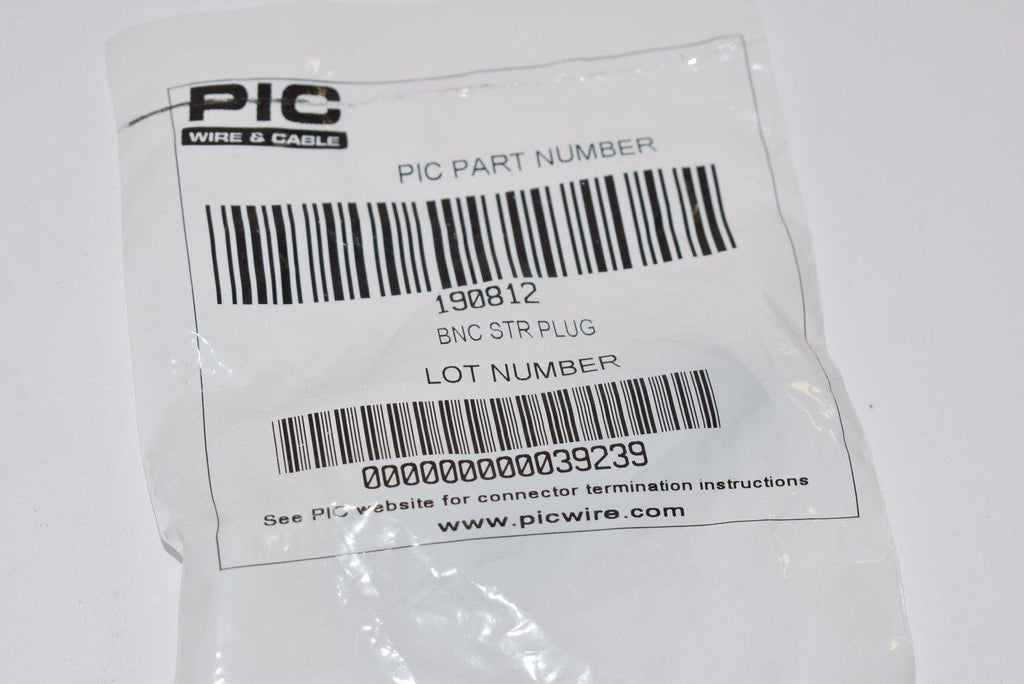 PIC
WIRE & CABLE
PIC PART NUMBER
190812
BNC STR PLUG
LOT NUMBER
000000000039239
See PIC website for connector termination instructions
www.picwire.com